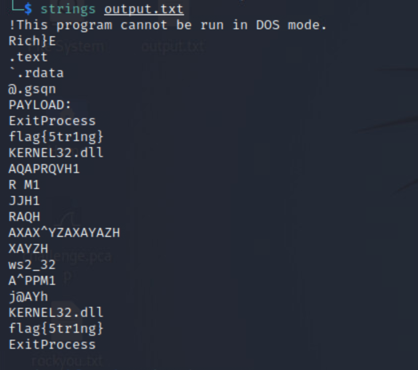 └─$ strings output.txt
!This program cannot be run in DOS mode.
Rich}E
.text
`.rdata
@.gsqn
PAYLOAD:
ExitProcess
flag{5tr1ng}
KERNEL32.dll
AQAPRQVH1
R M1
JJH1
RAQH
AXAX^YZAXAYAZH
XAYZH
ws2_32
A^PPM1
j@AYh
KERNEL32.dll
flag{5tr1ng}
ExitProcess